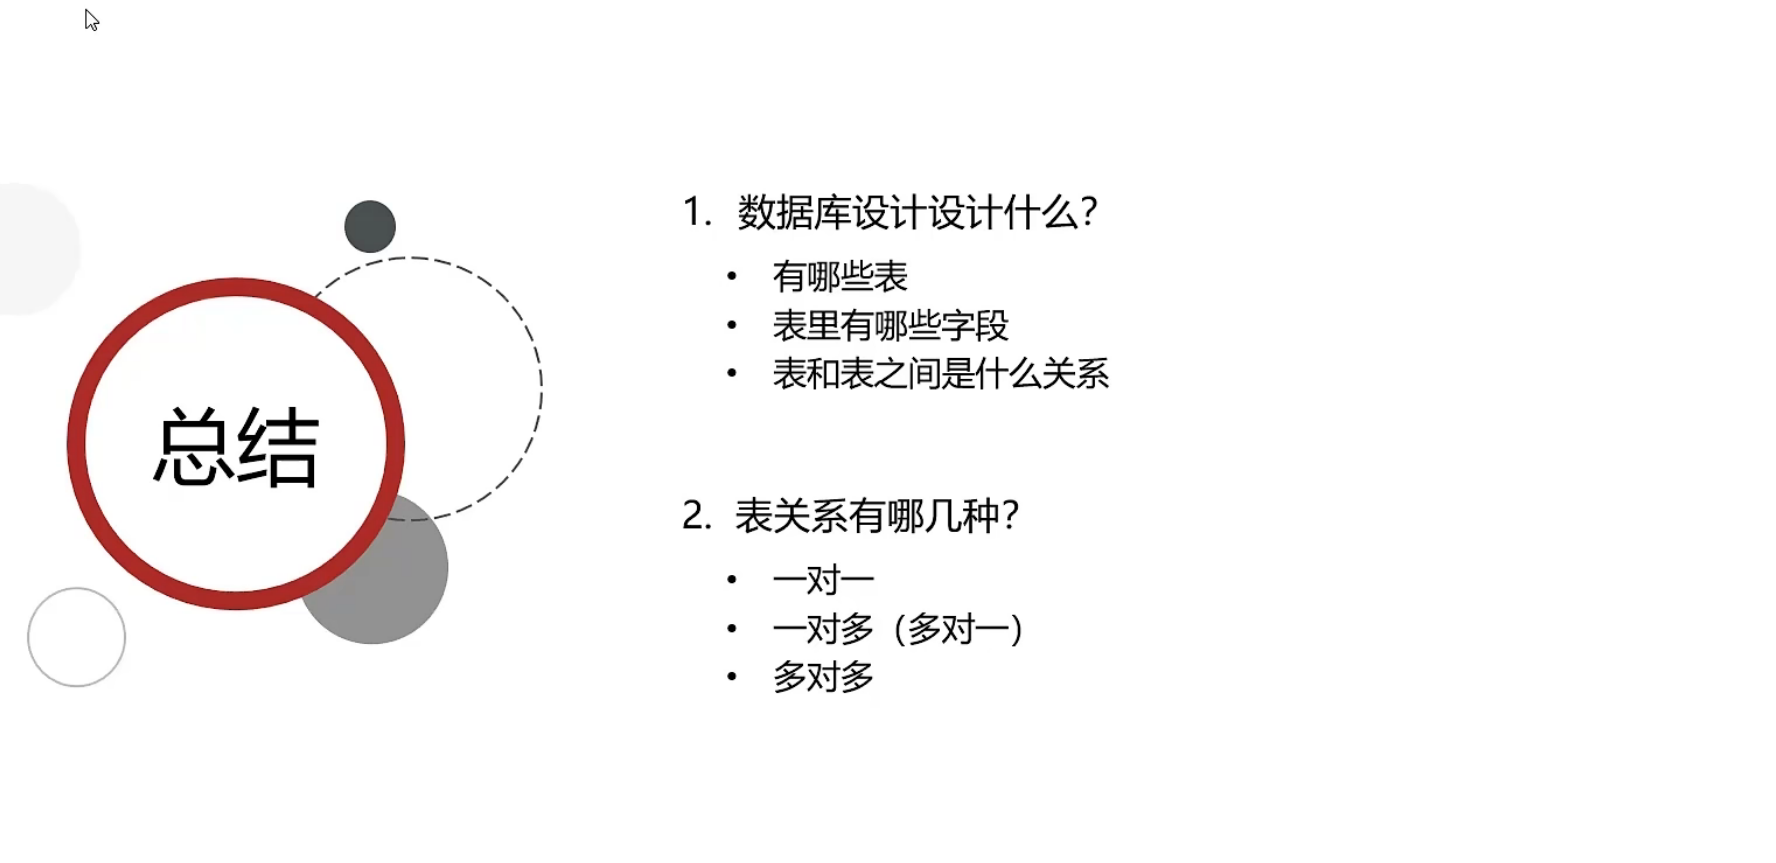 总结
1. 数据库设计设计什么？
• 有哪些表
• 表里有哪些字段
• 表和表之间是什么关系
2. 表关系有哪几种？
• 一对一
• 一对多（多对一）
• 多对多